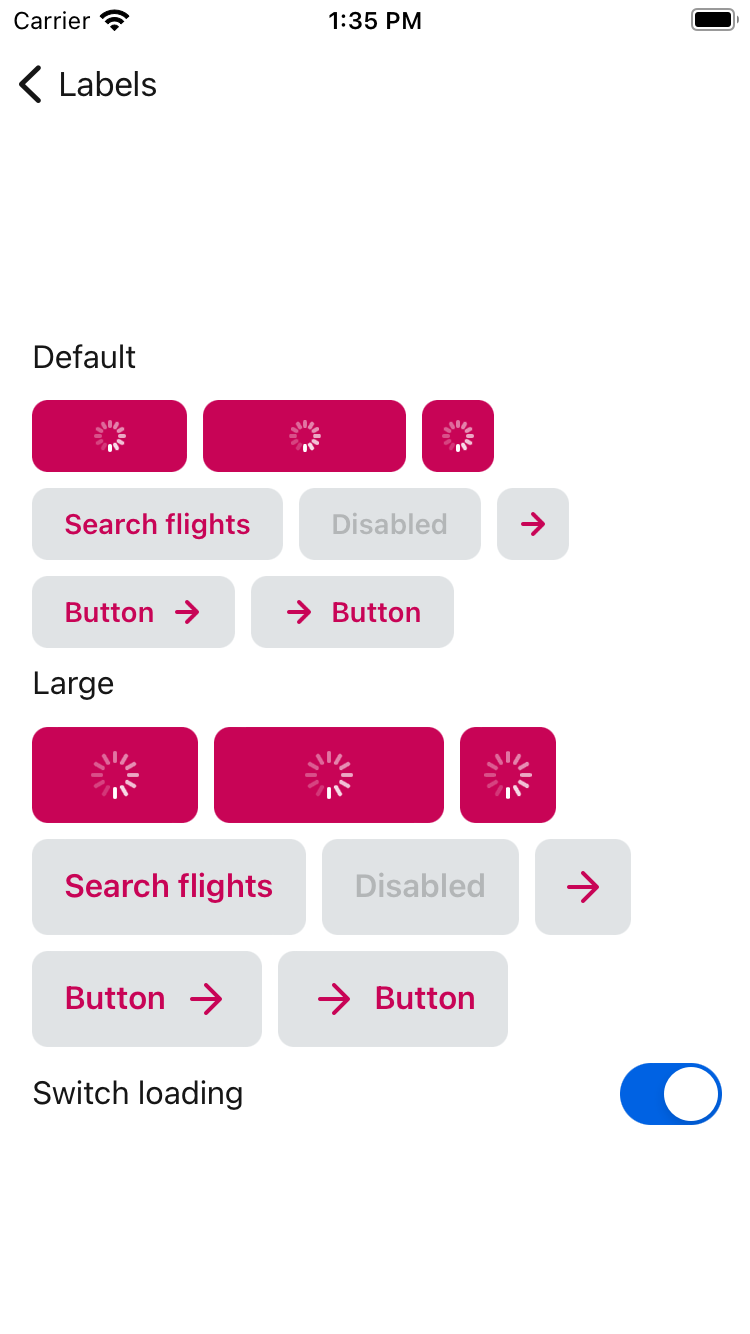 Carrier 1:35 PM
Labels
Default
Search flights Disabled
Button Button
Large
Search flights Disabled
Button Button
Switch loading